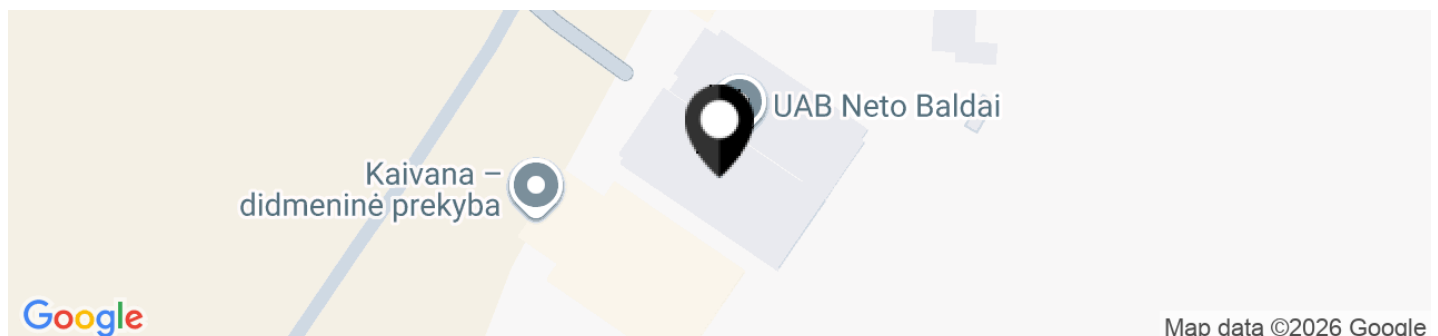 UAB Neto Baldai
Kaivana –
didmeninė prekyba
Google
Map data ©2026 Google